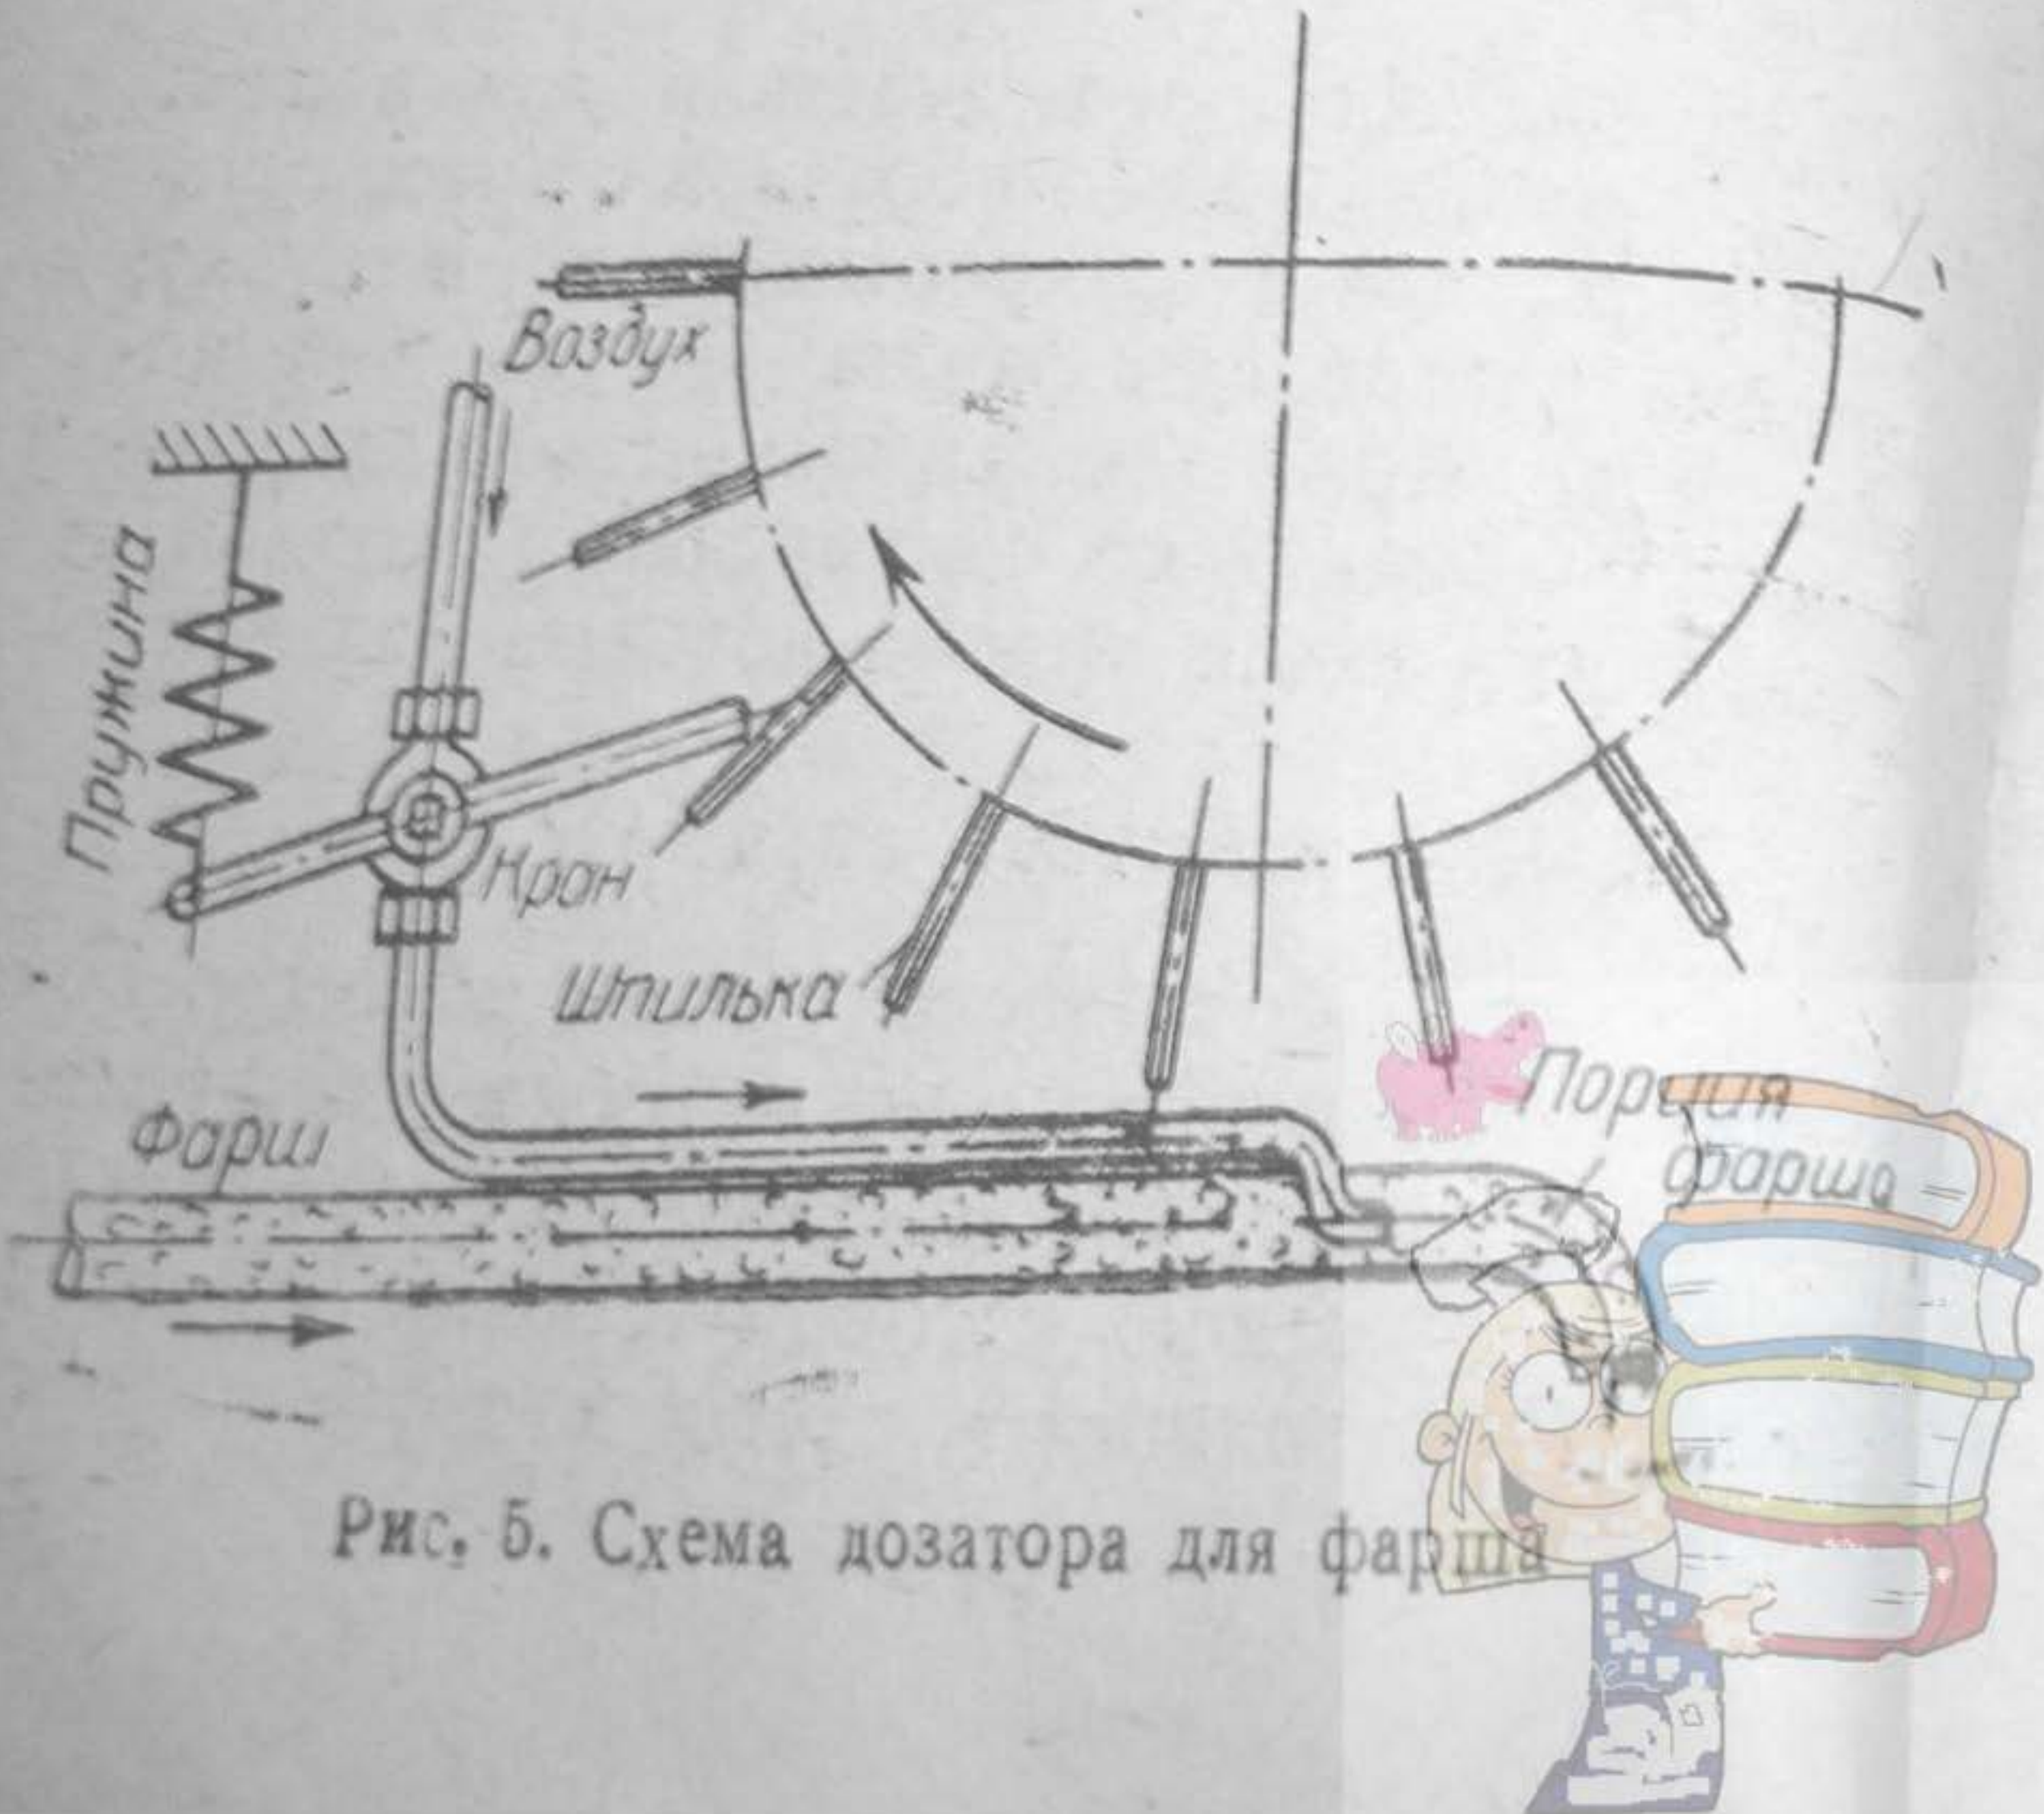 Воздух
Пружина
Кран
Шпилька
Фарш
Порция
фарша
Рис. 5. Схема дозатора для фарша